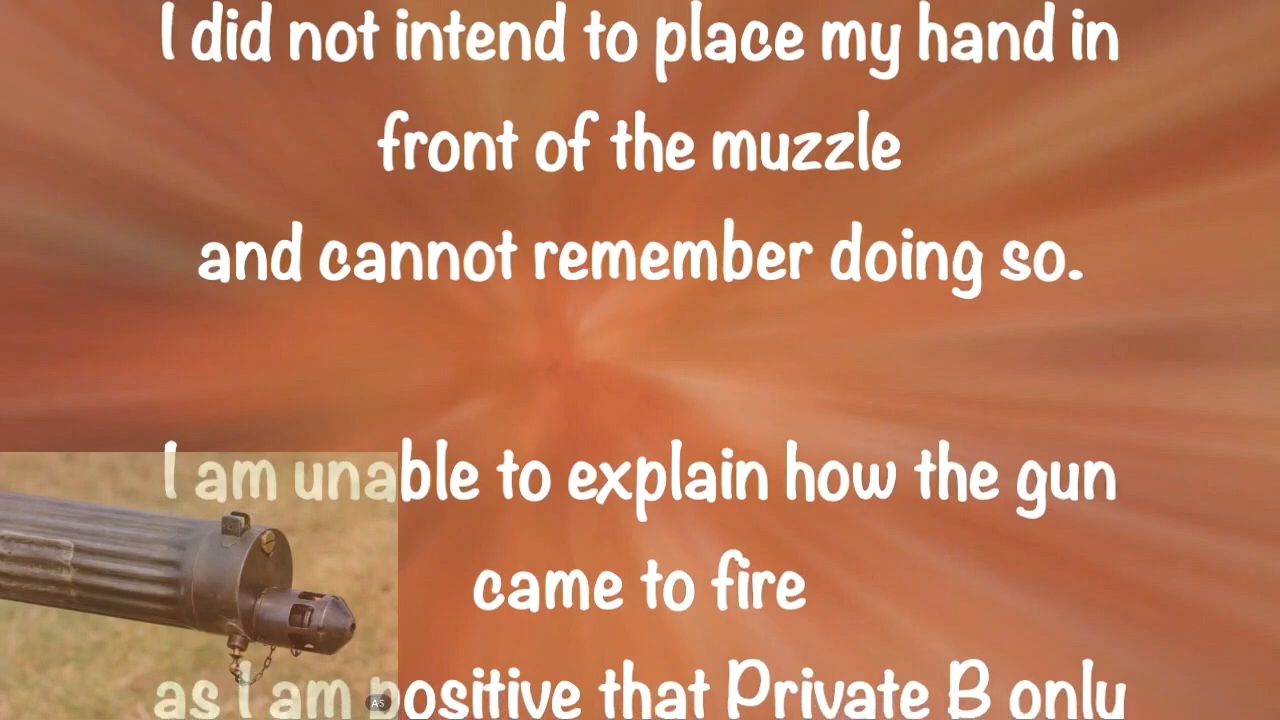 I did not intend to place my hand in
front of the muzzle
and cannot remember doing so.
I am unable to explain how the gun
came to fire
as I am positive that Private B only
AS